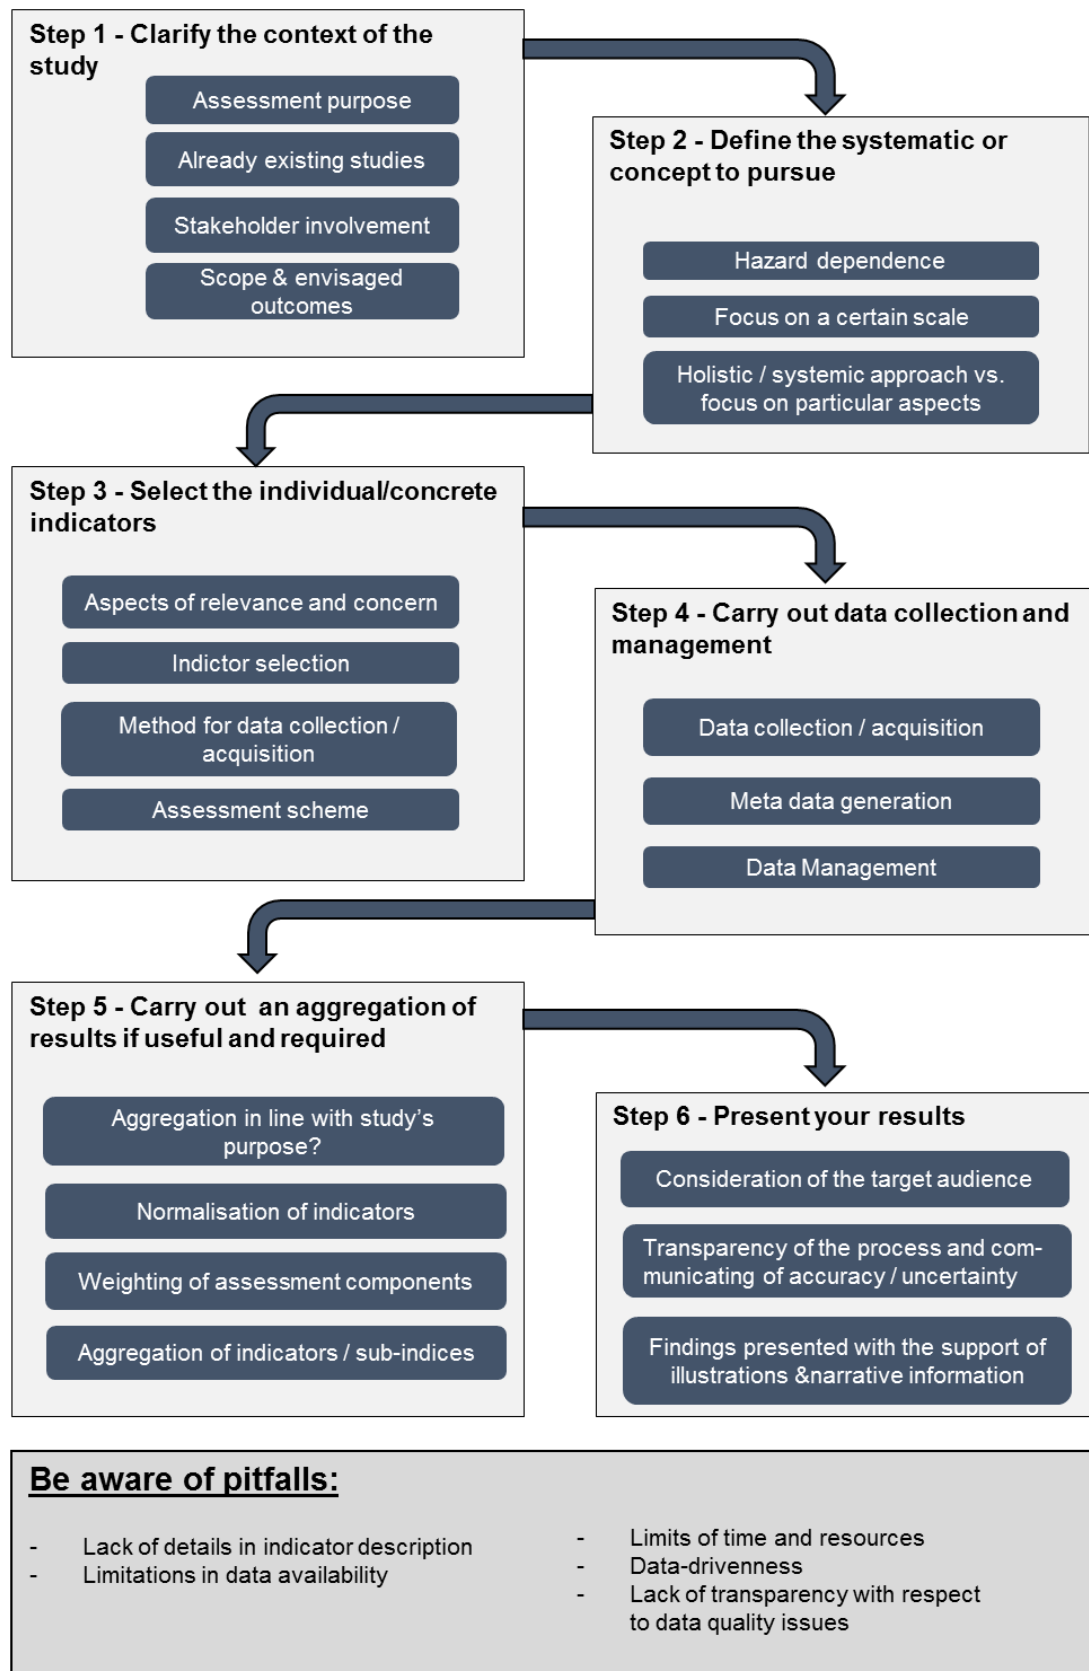 Step 1 - Clarify the context of the
study
Assessment purpose
Already existing studies
Stakeholder involvement
Scope & envisaged
outcomes
Step 2 - Define the systematic or
concept to pursue
Hazard dependence
Focus on a certain scale
Holistic / systemic approach vs.
focus on particular aspects
Step 3 - Select the individual/concrete
indicators
Aspects of relevance and concern
Indictor selection
Method for data collection /
acquisition
Assessment scheme
Step 4 - Carry out data collection and
management
Data collection / acquisition
Meta data generation
Data Management
Step 5 - Carry out an aggregation of
results if useful and required
Aggregation in line with study’s
purpose?
Normalisation of indicators
Weighting of assessment components
Aggregation of indicators / sub-indices
Step 6 - Present your results
Consideration of the target audience
Transparency of the process and com-
municating of accuracy / uncertainty
Findings presented with the support of
illustrations &narrative information
Be aware of pitfalls:
- Lack of details in indicator description
- Limitations in data availability
- Limits of time and resources
- Data-drivenness
- Lack of transparency with respect
to data quality issues